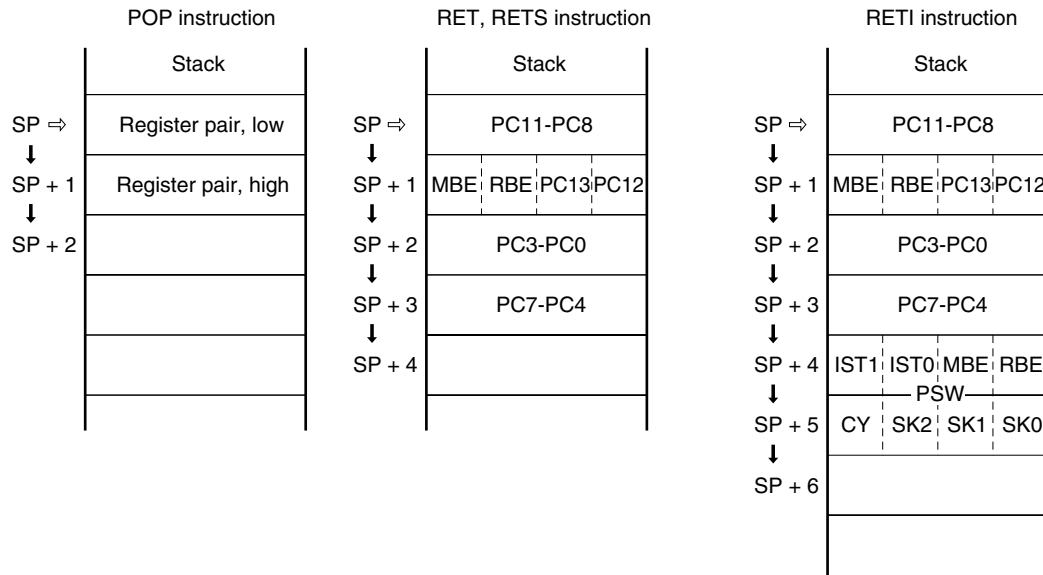 POP instruction
RET, RETS instruction
RETI instruction
Stack
Stack
Stack
SP ⇨ Register pair, low
SP ⇨ PC11-PC8
SP ⇨ PC11-PC8
SP + 1 Register pair, high
SP + 1 MBE RBE PC13 PC12
SP + 1 MBE RBE PC13 PC12
SP + 2
SP + 2 PC3-PC0
SP + 2 PC3-PC0
SP + 3 PC7-PC4
SP + 3 PC7-PC4
SP + 4
SP + 4 IST1 IST0 MBE RBE
PSW
SP + 5 CY SK2 SK1 SK0
SP + 6